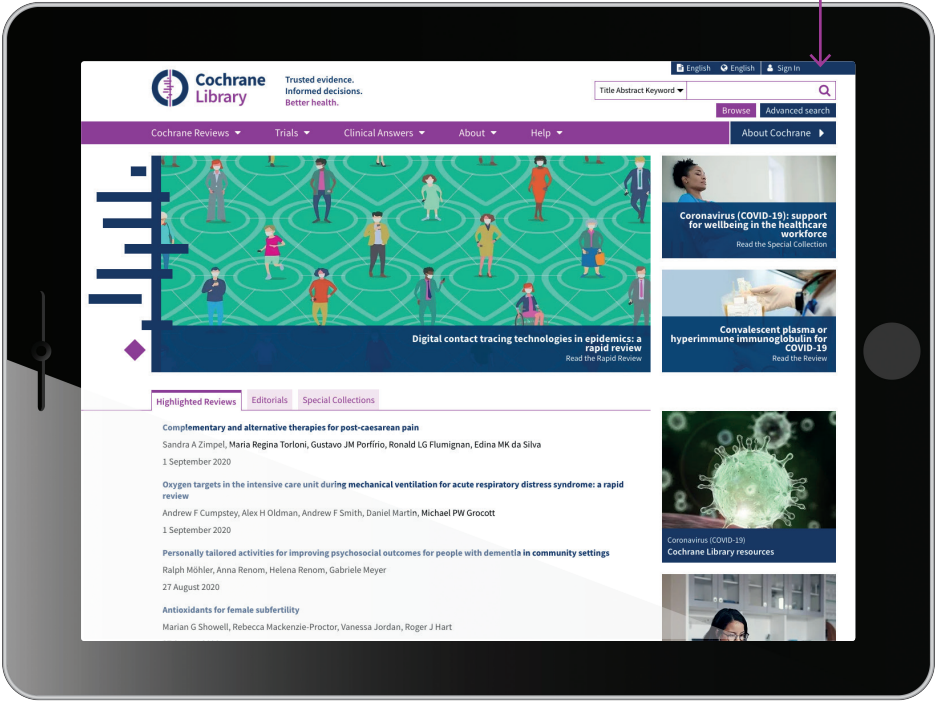 English English Sign In
Cochrane
Library
Trusted evidence.
Informed decisions.
Better health.
Title Abstract Keyword
Browse Advanced search
Cochrane Reviews Trials Clinical Answers About Help About Cochrane
Coronavirus (COVID-19): support
for wellbeing in the healthcare
workforce
Read the Special Collection
Digital contact tracing technologies in epidemics: a
rapid review
Read the Rapid Review
Convalescent plasma or
hyperimmune immunoglobulin for
COVID-19
Read the Review
Highlighted Reviews Editorials Special Collections
Complementary and alternative therapies for post-caesarean pain
Sandra A Zimpel, Maria Regina Torloni, Gustavo JM Porfírio, Ronald LG Flumignan, Edina MK da Silva
1 September 2020
Oxygen targets in the intensive care unit during mechanical ventilation for acute respiratory distress syndrome: a rapid
review
Andrew F Cumpstey, Alex H Oldman, Andrew F Smith, Daniel Martin, Michael PW Grocott
1 September 2020
Personally tailored activities for improving psychosocial outcomes for people with dementia in community settings
Ralph Möhler, Anna Renom, Helena Renom, Gabriele Meyer
27 August 2020
Antioxidants for female subfertility
Marian G Showell, Rebecca Mackenzie-Proctor, Vanessa Jordan, Roger J Hart
Coronavirus (COVID-19)
Cochrane Library resources